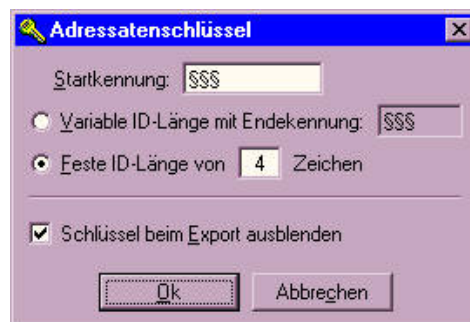 Adressatenschlüssel
Startkennung: §§§
Variable ID-Länge mit Endekennung: §§§
Feste ID-Länge von 4 Zeichen
Schlüssel beim Export ausblenden
Ok Abbrechen